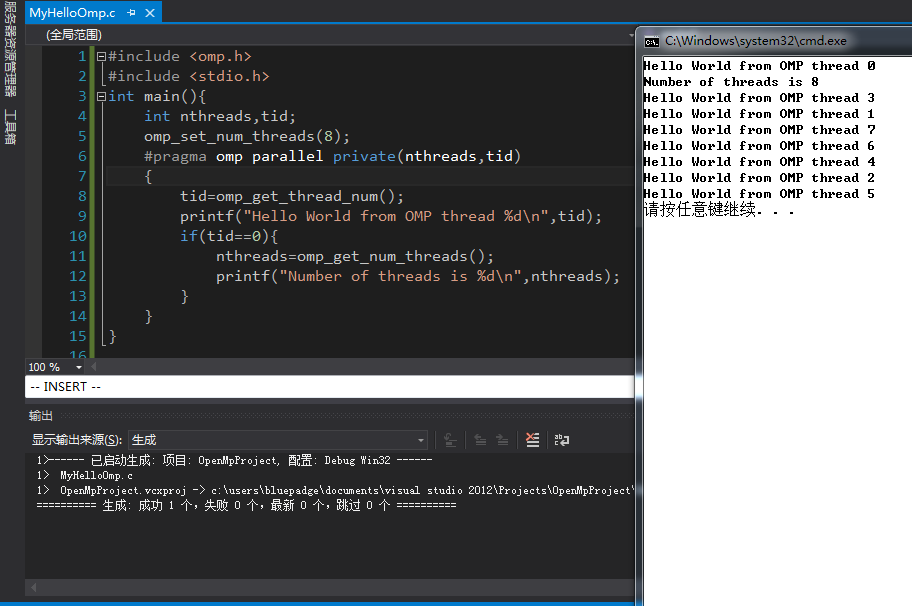 服务器资源管理器
工具箱
MyHelloOmp.c
(全局范围)
1 #include <omp.h>
2 #include <stdio.h>
3 int main(){
4 int nthreads,tid;
5 omp_set_num_threads(8);
6 #pragma omp parallel private(nthreads,tid)
7 {
8 tid=omp_get_thread_num();
9 printf("Hello World from OMP thread %d\n",tid);
10 if(tid==0){
11 nthreads=omp_get_num_threads();
12 printf("Number of threads is %d\n",nthreads);
13 }
14 }
15 }
16
100 %
-- INSERT --
输出
显示输出来源(S): 生成
1>------ 已启动生成: 项目: OpenMpProject, 配置: Debug Win32 ------
1> MyHelloOmp.c
1> OpenMpProject.vcxproj -> c:\users\bluepadge\documents\visual studio 2012\Projects\OpenMpProject\
========== 生成: 成功 1 个，失败 0 个，最新 0 个，跳过 0 个 ==========
C:\Windows\system32\cmd.exe
Hello World from OMP thread 0
Number of threads is 8
Hello World from OMP thread 3
Hello World from OMP thread 1
Hello World from OMP thread 7
Hello World from OMP thread 6
Hello World from OMP thread 4
Hello World from OMP thread 2
Hello World from OMP thread 5
请按任意键继续. . .